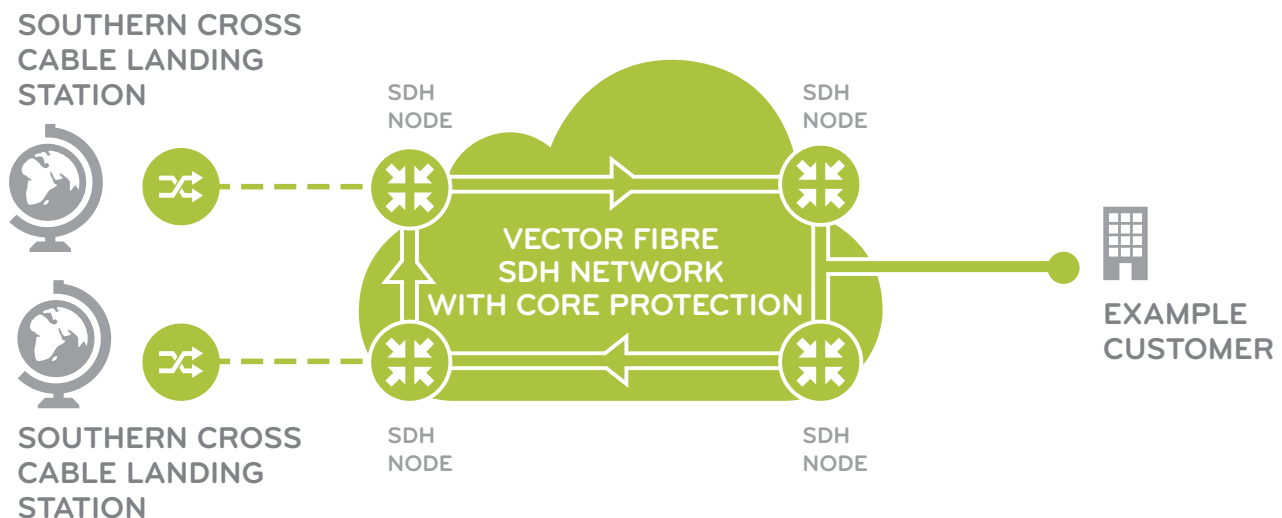 SOUTHERN CROSS
CABLE LANDING
STATION
SDH
NODE
SDH
NODE
VECTOR FIBRE
SDH NETWORK
WITH CORE PROTECTION
EXAMPLE
CUSTOMER
SOUTHERN CROSS
CABLE LANDING
STATION
SDH
NODE
SDH
NODE